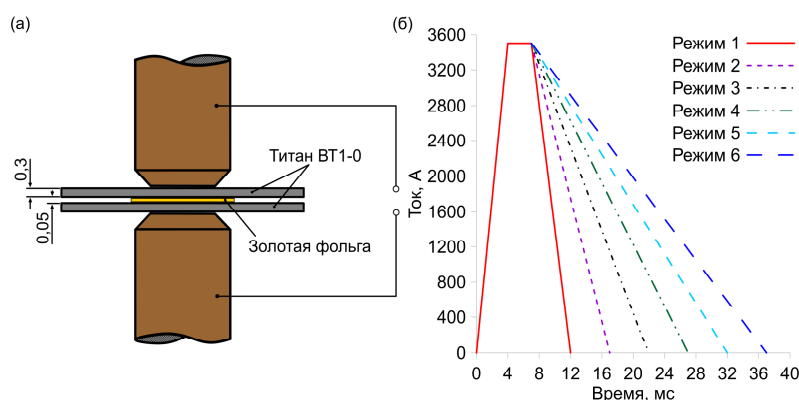 (а)
Титан ВТ1-0
0,3
0,05
Золотая фольга
(б)
Ток, А
3600
3200
2800
2400
2000
1600
1200
800
400
0
0 4 8 12 16 20 24 28 32 36 40
Время, мс
Режим 1
Режим 2
Режим 3
Режим 4
Режим 5
Режим 6